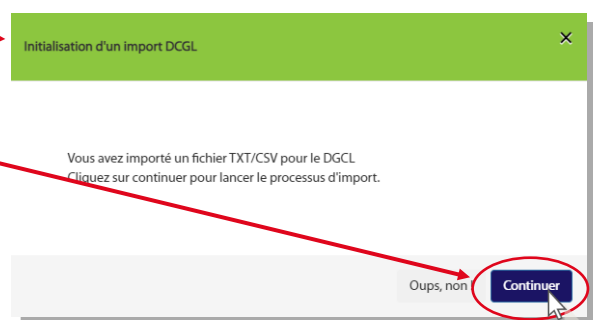 Initialisation d'un import DCGL
Vous avez importé un fichier TXT/CSV pour le DGCL
Cliquez sur continuer pour lancer le processus d'import.
Oups, non !
Continuer